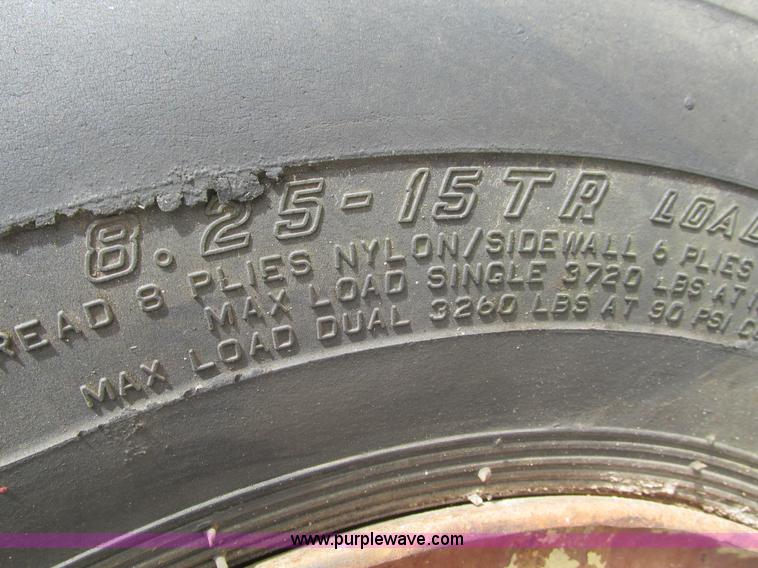 8.25-15TR LOAD
READ 8 PLIES NYLON/SIDEWALL 6 PLIES
MAX LOAD SINGLE 3720 LBS AT
MAX LOAD DUAL 3260 LBS AT 90 PSI
www.purplewave.com